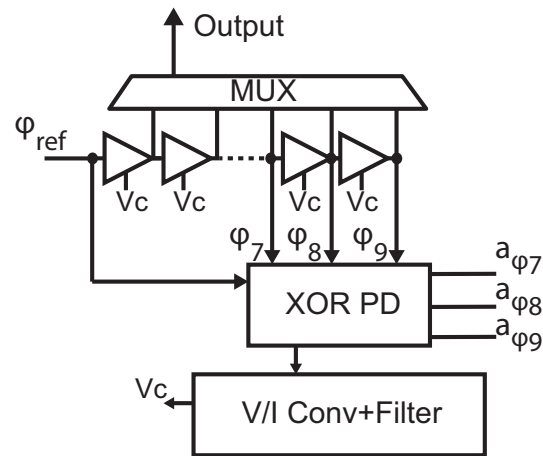 Output
MUX
φref
Vc Vc Vc Vc
φ7 φ8 φ9
XOR PD
aφ7
aφ8
aφ9
Vc
V/I Conv+Filter